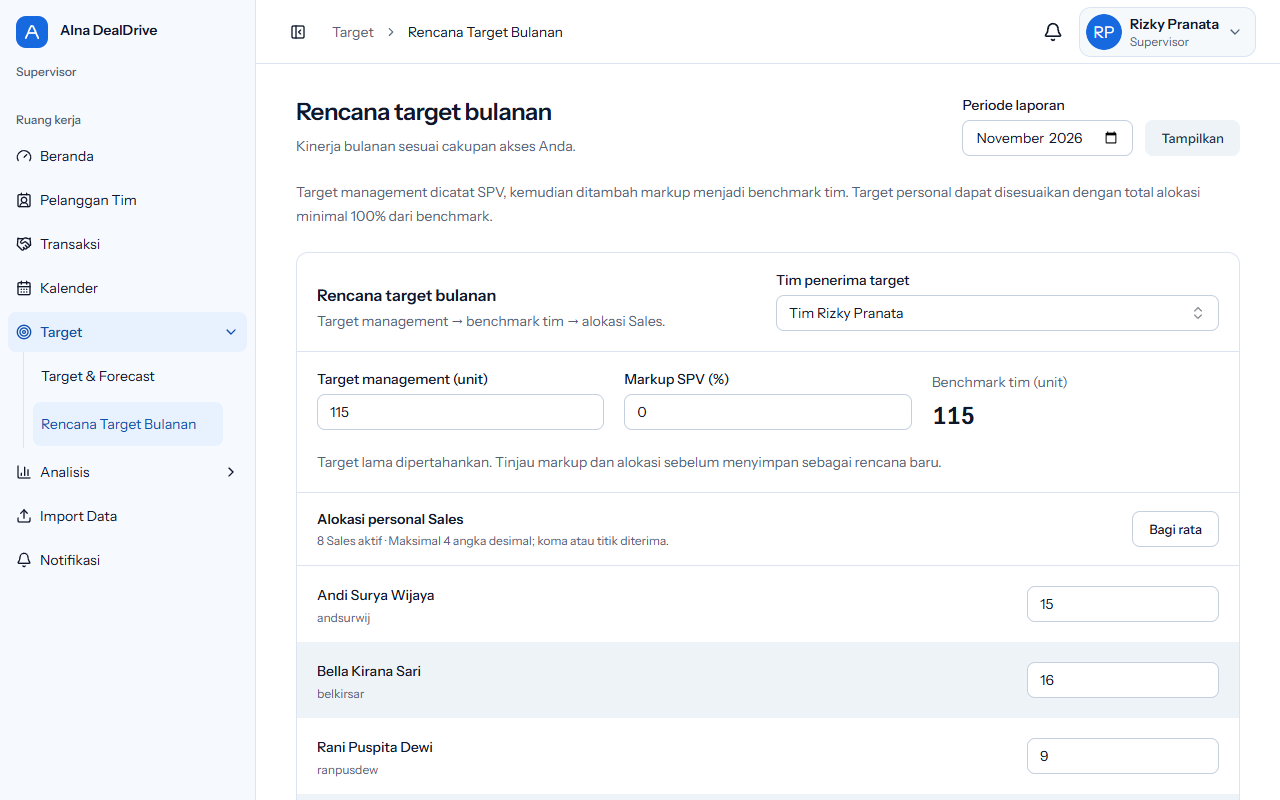 A
AIna DealDrive
Supervisor
Ruang kerja
Beranda
Pelanggan Tim
Transaksi
Kalender
Target
Target & Forecast
Rencana Target Bulanan
Analisis
Import Data
Notifikasi
Target > Rencana Target Bulanan
RP
Rizky Pranata
Supervisor
Rencana target bulanan
Kinerja bulanan sesuai cakupan akses Anda.
Periode laporan
November 2026
Tampilkan
Target management dicatat SPV, kemudian ditambah markup menjadi benchmark tim. Target personal dapat disesuaikan dengan total alokasi
minimal 100% dari benchmark.
Rencana target bulanan
Target management → benchmark tim → alokasi Sales.
Tim penerima target
Tim Rizky Pranata
Target management (unit)
115
Markup SPV (%)
0
Benchmark tim (unit)
115
Target lama dipertahankan. Tinjau markup dan alokasi sebelum menyimpan sebagai rencana baru.
Alokasi personal Sales
8 Sales aktif · Maksimal 4 angka desimal; koma atau titik diterima.
Bagi rata
Andi Surya Wijaya
andsurwij
15
Bella Kirana Sari
belkirsar
16
Rani Puspita Dewi
ranpusdew
9